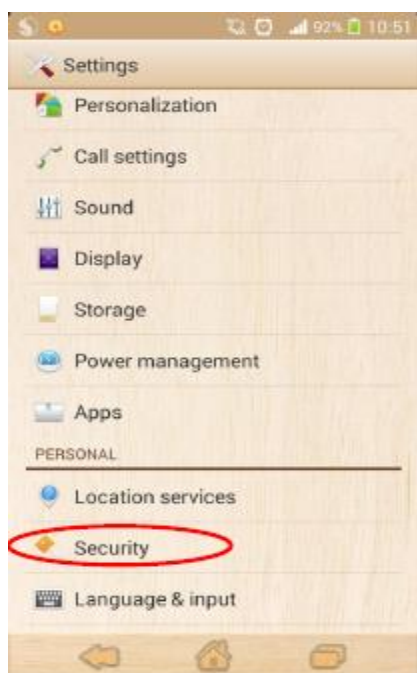 92% 10:51
Settings
Personalization
Call settings
Sound
Display
Storage
Power management
Apps
PERSONAL
Location services
Security
Language & input